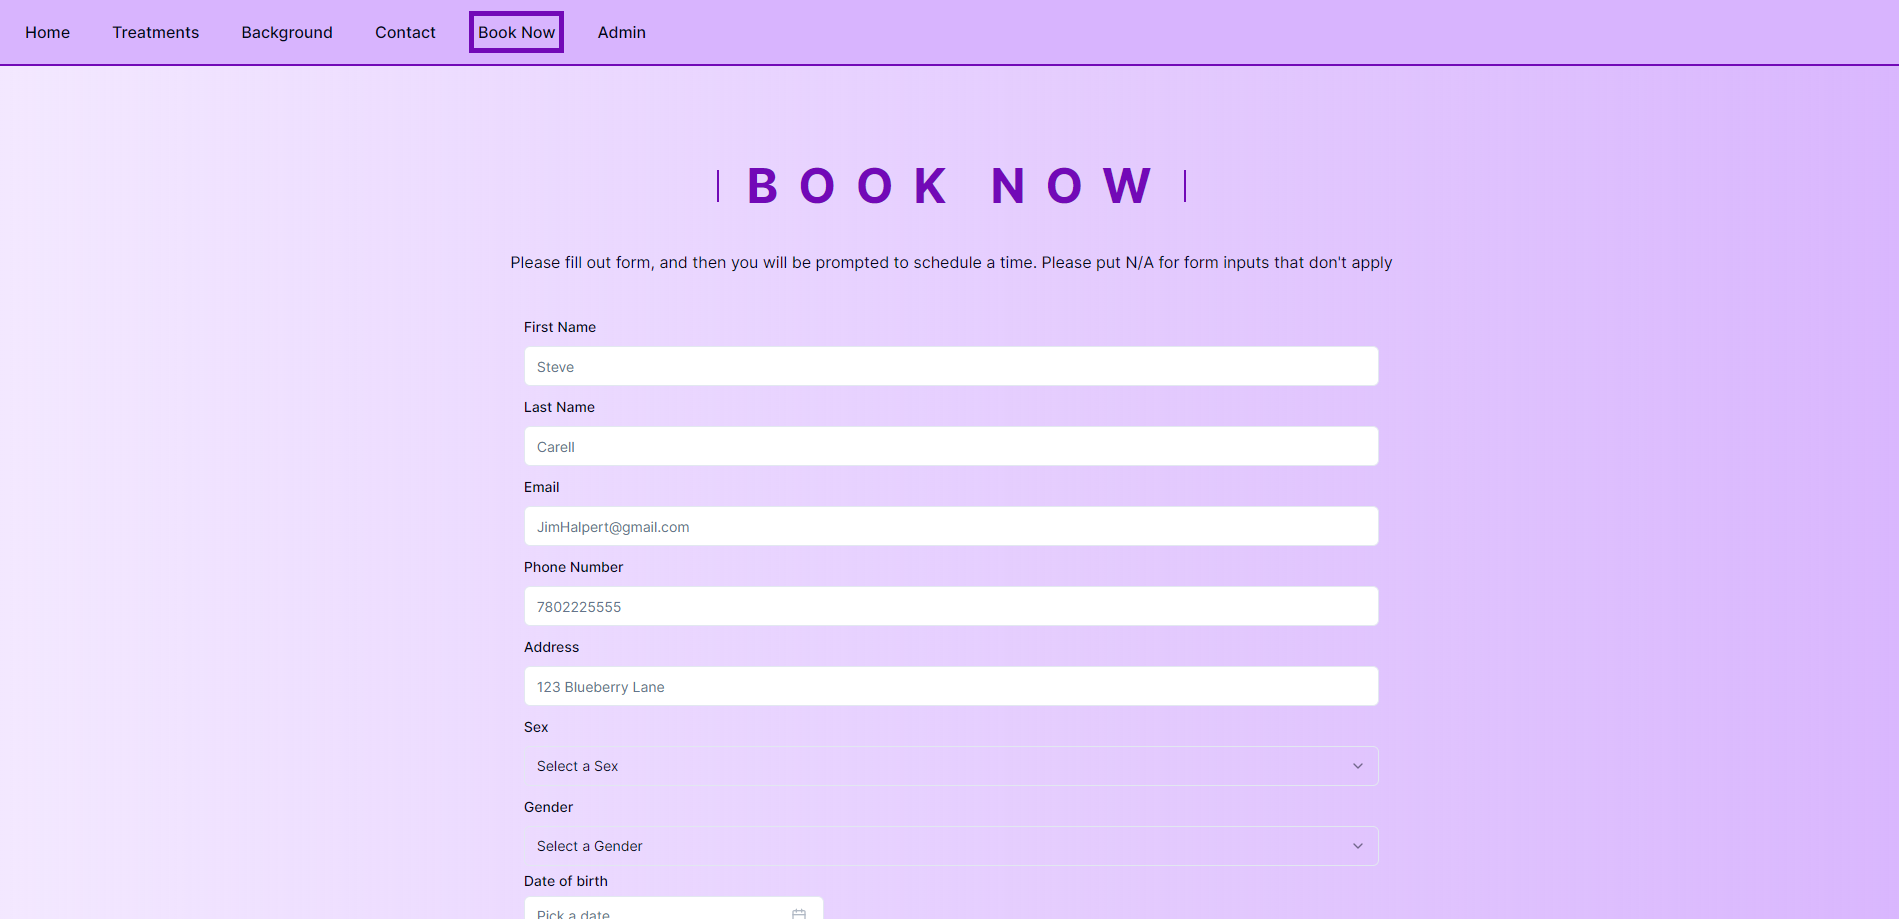 Home Treatments Background Contact Book Now Admin
BOOK NOW
Please fill out form, and then you will be prompted to schedule a time. Please put N/A for form inputs that don't apply
First Name
Steve
Last Name
Carell
Email
JimHalpert@gmail.com
Phone Number
7802225555
Address
123 Blueberry Lane
Sex
Select a Sex
Gender
Select a Gender
Date of birth
Pick a date